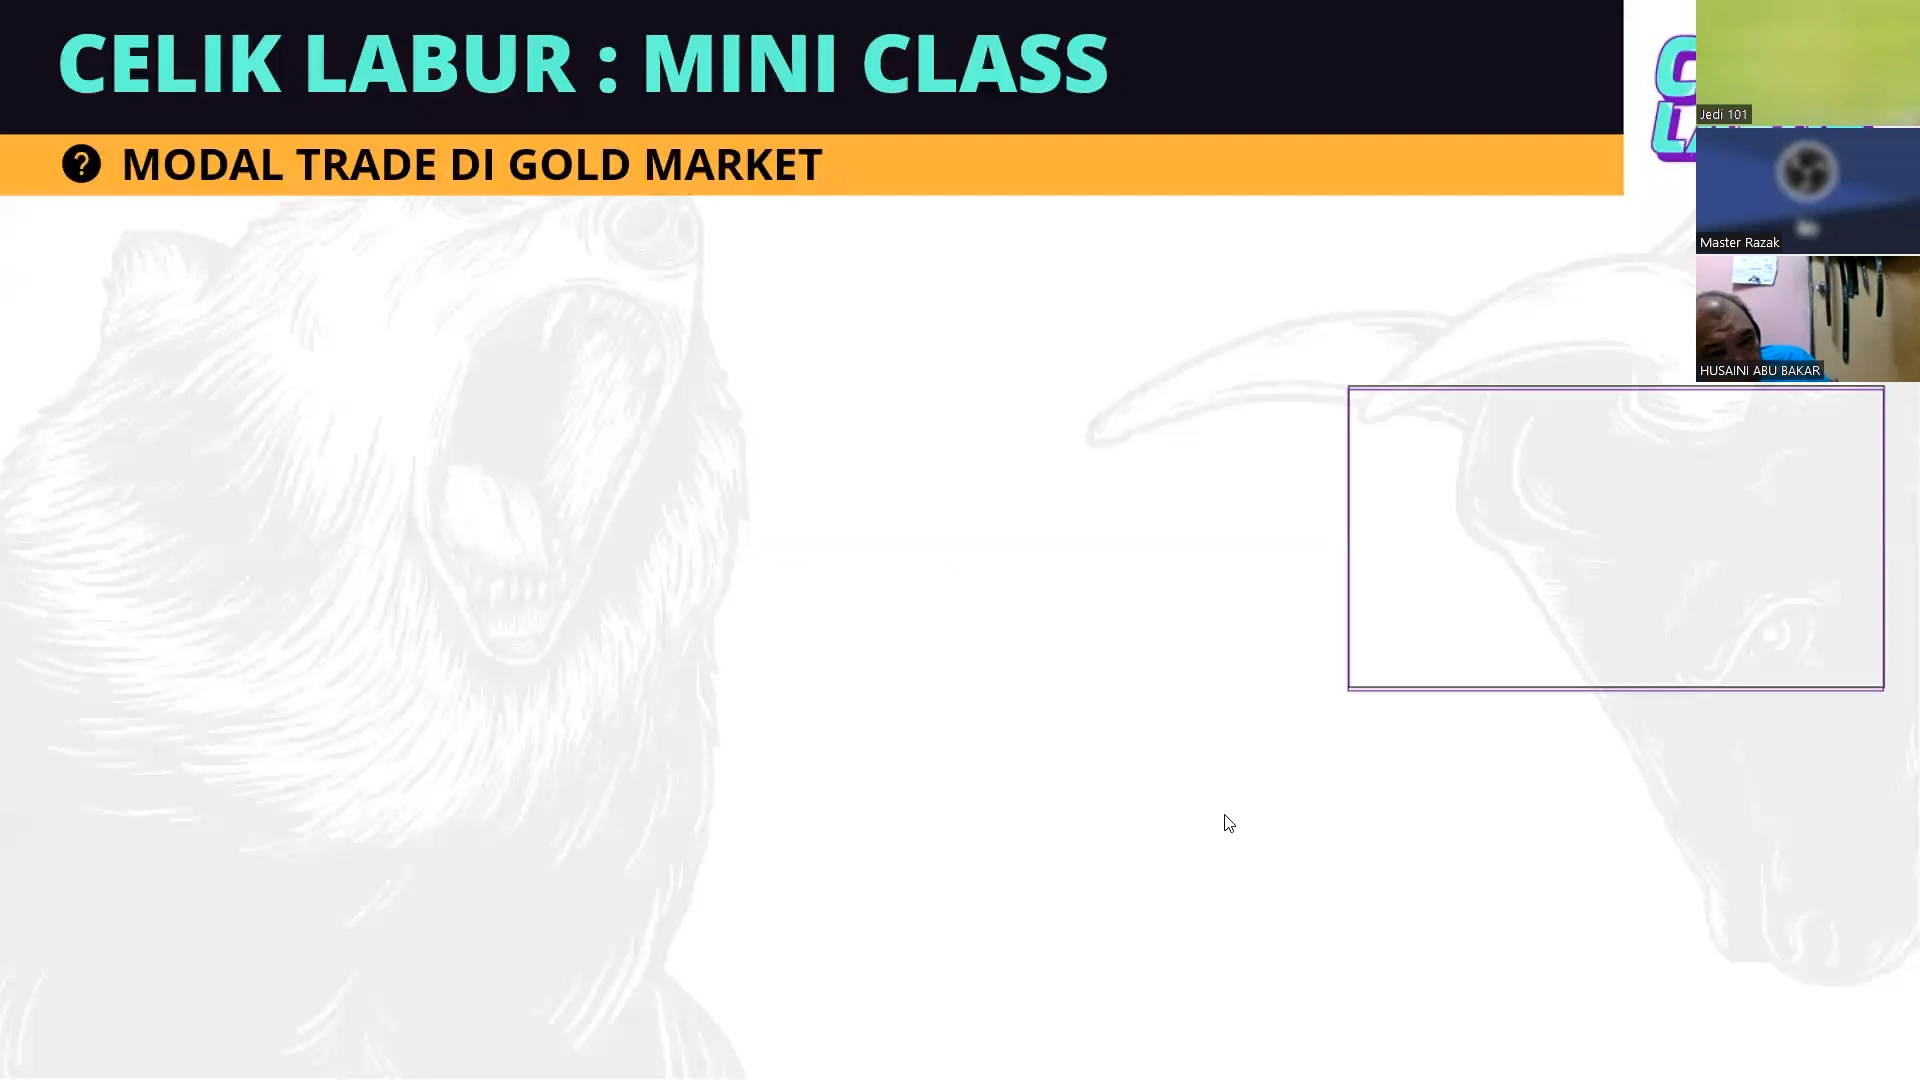 CELIK LABUR : MINI CLASS
? MODAL TRADE DI GOLD MARKET
Jedi 101
Master Razak
HUSAINI ABU BAKAR